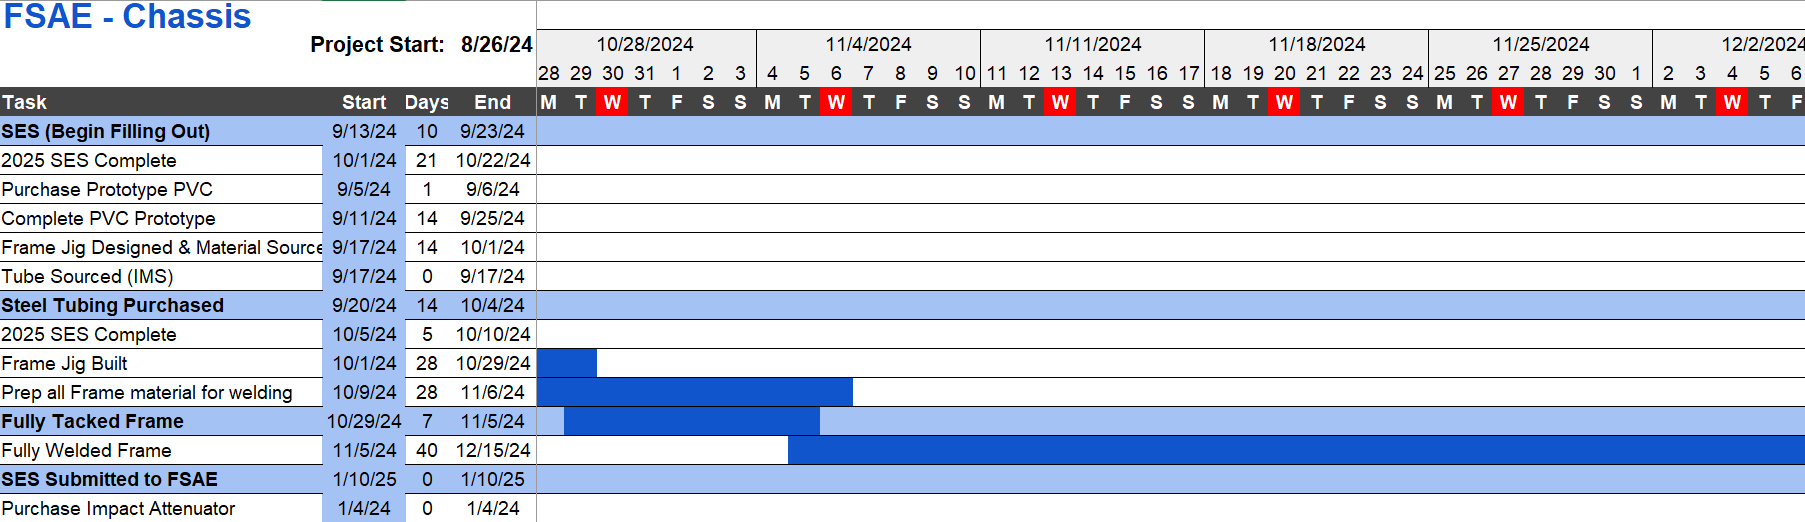 FSAE - Chassis
Project Start: 8/26/24
10/28/2024 11/4/2024 11/11/2024 11/18/2024 11/25/2024 12/2/2024
28 29 30 31 1 2 3 4 5 6 7 8 9 10 11 12 13 14 15 16 17 18 19 20 21 22 23 24 25 26 27 28 29 30 1 2 3 4 5 6
Task Start Days End M T W T F S S M T W T F S S M T W T F S S M T W T F S S M T W T F S S M T W T F
SES (Begin Filling Out) 9/13/24 10 9/23/24
2025 SES Complete 10/1/24 21 10/22/24
Purchase Prototype PVC 9/5/24 1 9/6/24
Complete PVC Prototype 9/11/24 14 9/25/24
Frame Jig Designed & Material Source 9/17/24 14 10/1/24
Tube Sourced (IMS) 9/17/24 0 9/17/24
Steel Tubing Purchased 9/20/24 14 10/4/24
2025 SES Complete 10/5/24 5 10/10/24
Frame Jig Built 10/1/24 28 10/29/24
Prep all Frame material for welding 10/9/24 28 11/6/24
Fully Tacked Frame 10/29/24 7 11/5/24
Fully Welded Frame 11/5/24 40 12/15/24
SES Submitted to FSAE 1/10/25 0 1/10/25
Purchase Impact Attenuator 1/4/24 0 1/4/24